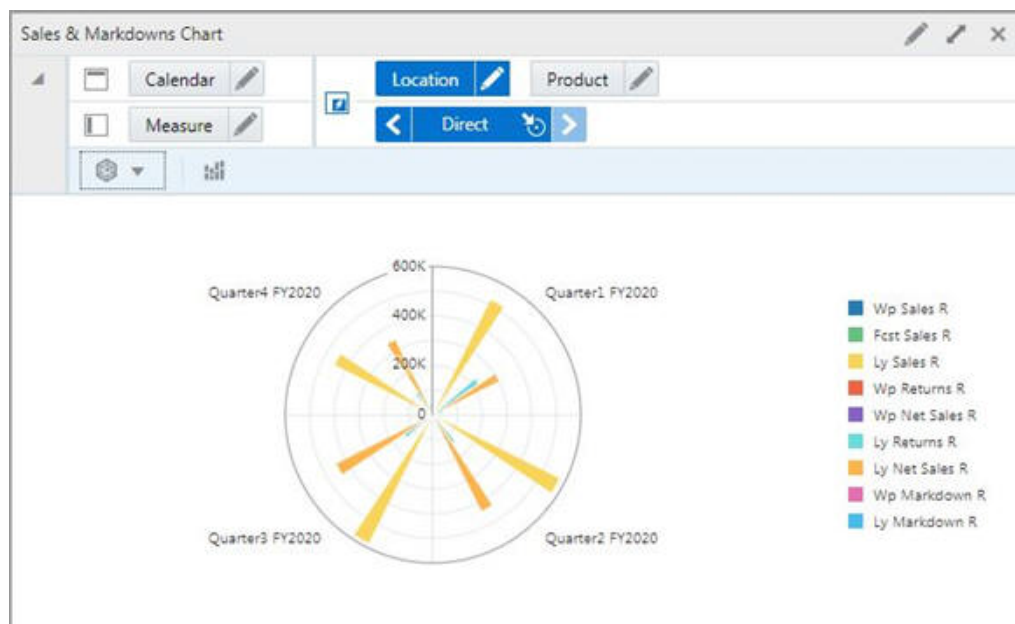 Sales & Markdowns Chart
Calendar
Location
Product
Measure
Direct
600K
400K
200K
0
Quarter4 FY2020
Quarter1 FY2020
Quarter3 FY2020
Quarter2 FY2020
Wp Sales R
Fcst Sales R
Ly Sales R
Wp Returns R
Wp Net Sales R
Ly Returns R
Ly Net Sales R
Wp Markdown R
Ly Markdown R